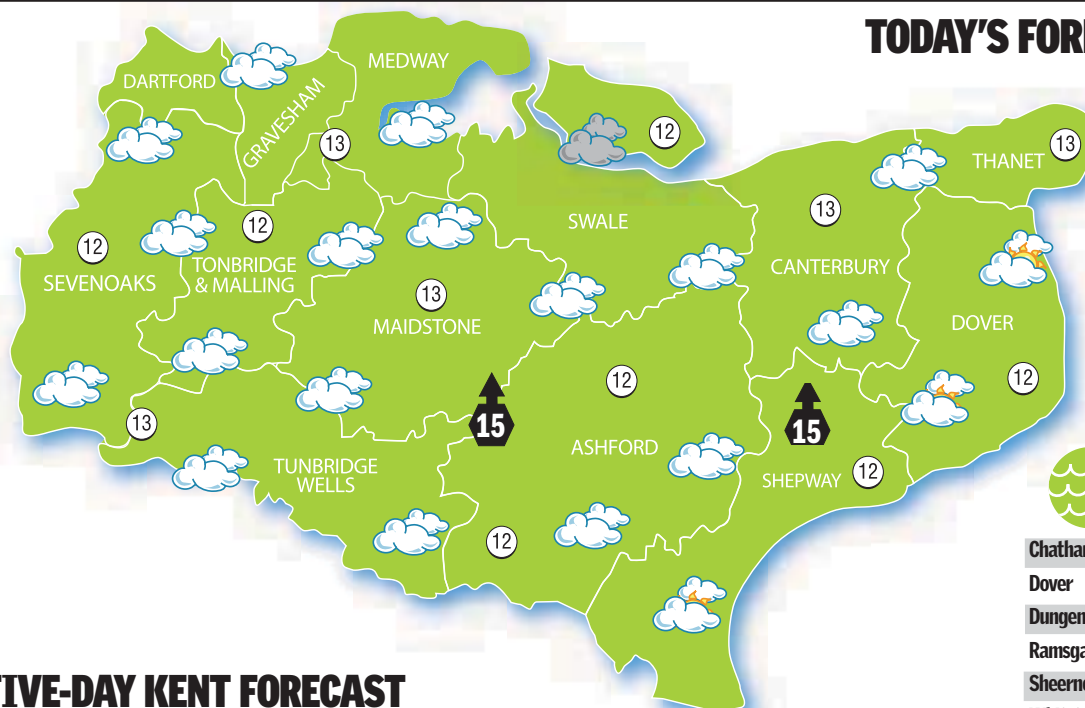 TODAY'S FOR
MEDWAY
DARTFORD
GRAVESHAM
13
12
THANET
13
12
SEVENOAKS
12
TONBRIDGE
& MALLING
SWALE
13
CANTERBURY
13
MAIDSTONE
DOVER
12
12
13
15
15
ASHFORD
TUNBRIDGE
WELLS
SHEPWAY
12
12
Chatha
Dover
Dungen
Ramsga
Sheern
IVE-DAY KENT FORECAST